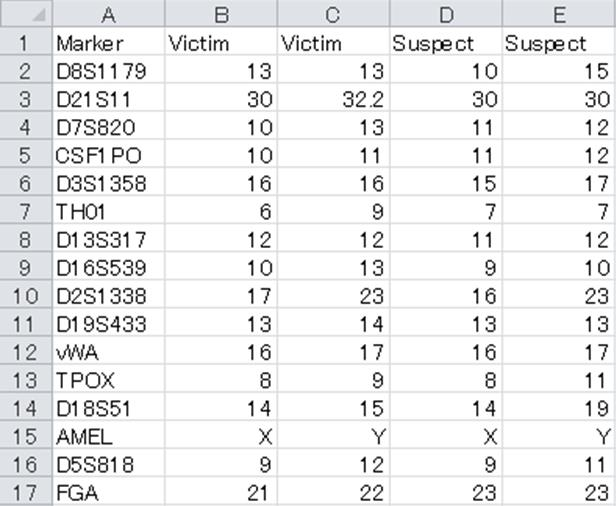 A B C D E
1 Marker Victim Victim Suspect Suspect
2 D8S1179 13 13 10 15
3 D21S11 30 32.2 30 30
4 D7S820 10 13 11 12
5 CSF1PO 10 11 11 12
6 D3S1358 16 16 15 17
7 TH01 6 9 7 7
8 D13S317 12 12 11 12
9 D16S539 10 13 9 10
10 D2S1338 17 23 16 23
11 D19S433 13 14 13 13
12 vWA 16 17 16 17
13 TPOX 8 9 8 11
14 D18S51 14 15 14 19
15 AMEL X Y X Y
16 D5S818 9 12 9 11
17 FGA 21 22 23 23